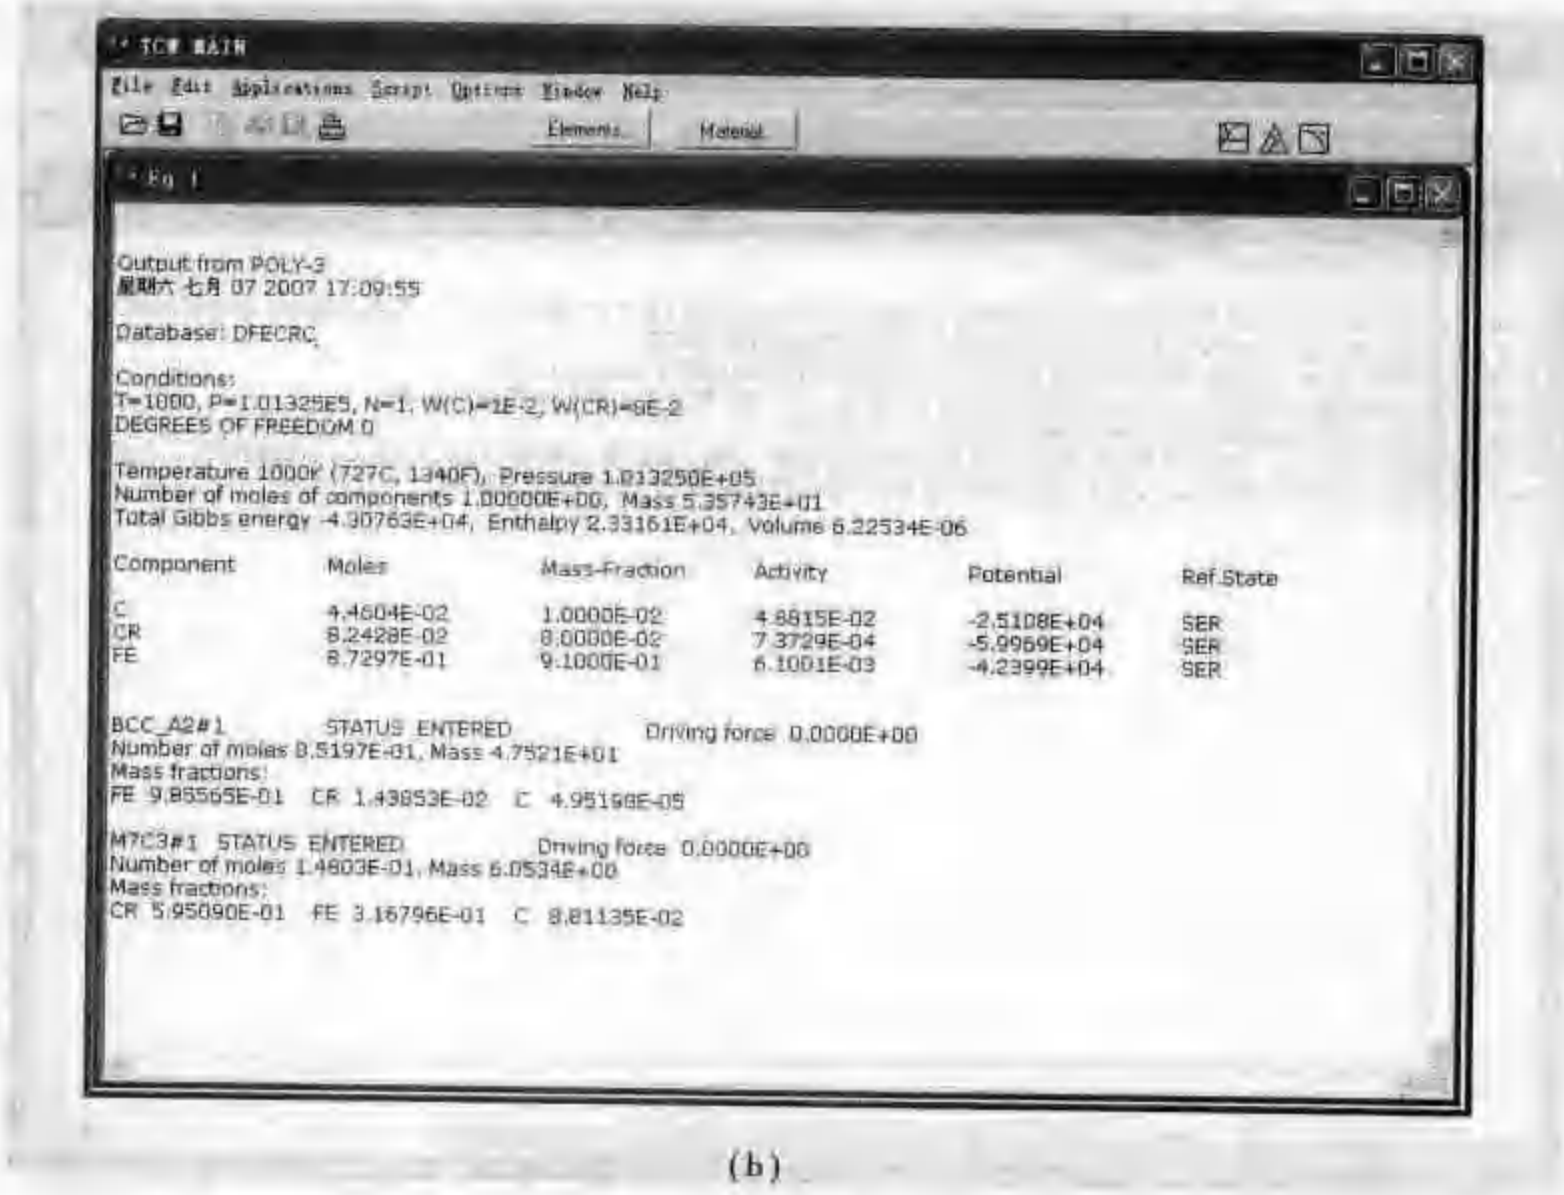 TCW MAIN
File Edit Applications Script Options Window Help
Elements... Material...
Eq 1
Output from POLY-3
星期六 七月 07 2007 17:09:55
Database: DFECRC
Conditions:
T=1000, P=1.01325E5, N=1, W(C)=1E-2, W(CR)=8E-2
DEGREES OF FREEDOM 0
Temperature 1000K (727C, 1340F), Pressure 1.013250E+05
Number of moles of components 1.00000E+00, Mass 5.35743E+01
Total Gibbs energy -4.30763E+04, Enthalpy 2.33161E+04, Volume 6.22534E-06
Component Moles Mass-Fraction Activity Potential Ref.State
C 4.4604E-02 1.0000E-02 4.8815E-02 -2.5108E+04 SER
CR 8.2428E-02 8.0000E-02 7.3729E-04 -5.9969E+04 SER
FE 8.7297E-01 9.1000E-01 6.1001E-03 -4.2399E+04 SER
BCC_A2#1 STATUS ENTERED Driving force 0.0000E+00
Number of moles 8.5197E-01, Mass 4.7521E+01
Mass fractions:
FE 9.85565E-01 CR 1.43853E-02 C 4.95198E-05
M7C3#1 STATUS ENTERED Driving force 0.0000E+00
Number of moles 1.4803E-01, Mass 6.0534E+00
Mass fractions:
CR 5.95090E-01 FE 3.16796E-01 C 8.81135E-02
(b)